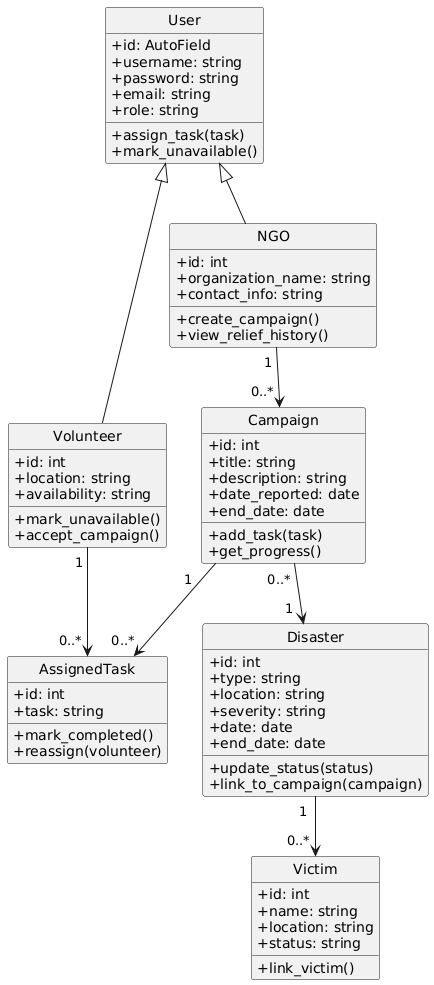 User
+id: AutoField
+username: string
+password: string
+email: string
+role: string
+assign_task(task)
+mark_unavailable()
NGO
+id: int
+organization_name: string
+contact_info: string
+create_campaign()
+view_relief_history()
1
0..*
Campaign
+id: int
+title: string
+description: string
+date_reported: date
+end_date: date
+add_task(task)
+get_progress()
Volunteer
+id: int
+location: string
+availability: string
+mark_unavailable()
+accept_campaign()
1
0..*
1
0..*
0..*
1
AssignedTask
+id: int
+task: string
+mark_completed()
+reassign(volunteer)
Disaster
+id: int
+type: string
+location: string
+severity: string
+date: date
+end_date: date
+update_status(status)
+link_to_campaign(campaign)
1
0..*
Victim
+id: int
+name: string
+location: string
+status: string
+link_victim()